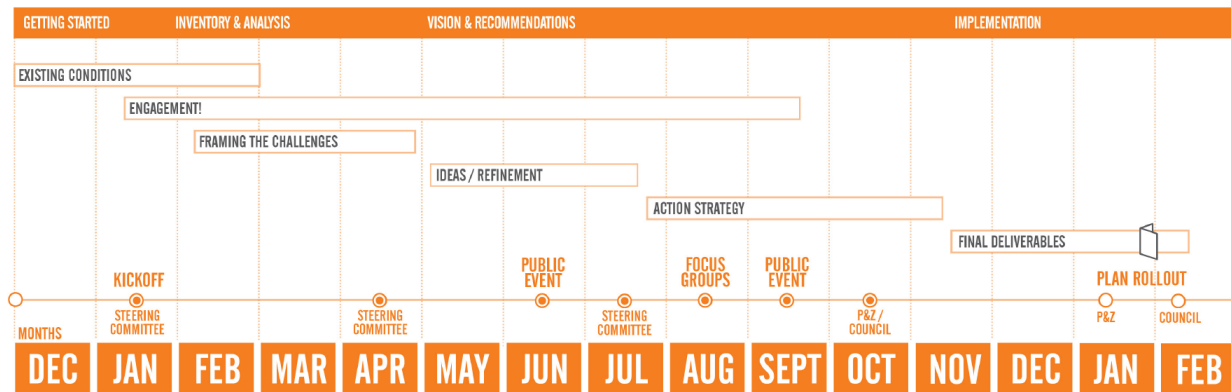 GETTING STARTED
INVENTORY & ANALYSIS
VISION & RECOMMENDATIONS
IMPLEMENTATION
EXISTING CONDITIONS
ENGAGEMENT!
FRAMING THE CHALLENGES
IDEAS / REFINEMENT
ACTION STRATEGY
FINAL DELIVERABLES
KICKOFF
STEERING
COMMITTEE
STEERING
COMMITTEE
PUBLIC
EVENT
STEERING
COMMITTEE
FOCUS
GROUPS
PUBLIC
EVENT
P&Z /
COUNCIL
PLAN ROLLOUT
P&Z
COUNCIL
MONTHS
DEC
JAN
FEB
MAR
APR
MAY
JUN
JUL
AUG
SEPT
OCT
NOV
DEC
JAN
FEB